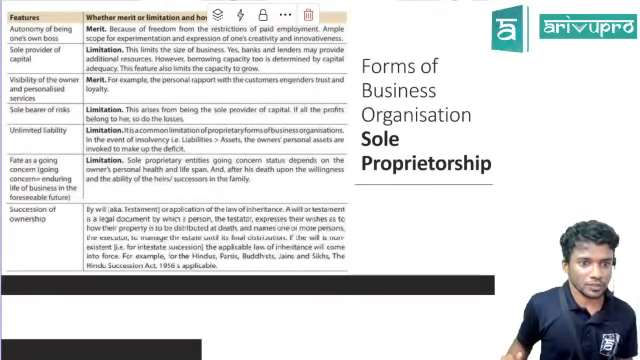 Features Whether merit or limitation and how
Autonomy of being Merit. Because of freedom from the restrictions of paid employment. Ample
one's own boss scope for experimentation and expression of one's creativity and innovativeness.
Sole provider of Limitation. This limits the size of business. Yes, banks and lenders may provide
capital additional resources. However, borrowing capacity too is determined by capital
adequacy. This feature also limits the capacity to grow.
Visibility of the owner Merit. For example, the personal rapport with the customers engenders trust and
and personalised loyalty.
services
Sole bearer of risks Limitation. This arises from being the sole provider of capital. If all the profits
belong to her, so do the losses.
Unlimited liability Limitation. It is a common limitation of proprietary forms of business organisations.
In the event of insolvency i.e. Liabilities > Assets, the owners' personal assets are
invoked to make up the deficit.
Fate as a going Limitation. Sole proprietary entities going concern status depends on the
concern (going owner's personal health and life span. And, after his death upon the willingness
concern= enduring and the ability of the heirs/ successors in the family.
life of business in the
foreseeable future)
Succession of By will [aka. Testament] or application of the law of inheritance. A will or testament
ownership is a legal document by which a person, the testator, expresses their wishes as to
how their property is to be distributed at death, and names one or more persons,
the executor, to manage the estate until its final distribution. If the will is non-
existent [i.e. for intestate succession] the applicable law of inheritance will come
into force. For example, for the Hindus, Parsis, Buddhists, Jains and Sikhs, The
Hindu Succession Act, 1956 is applicable.
Forms of
Business
Organisation
Sole
Proprietorship
arivupro